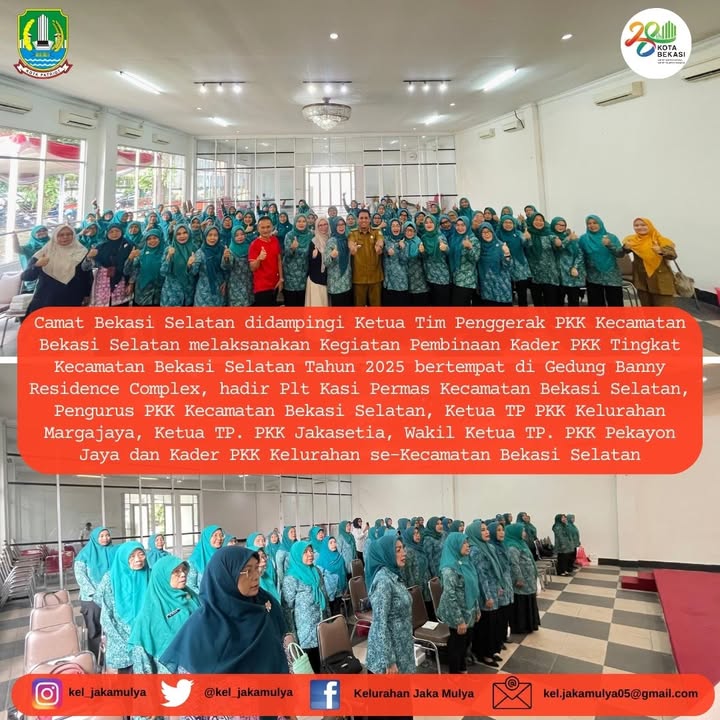 KOTA PATRIOT
28
KOTA
BEKASI
Camat Bekasi Selatan didampingi Ketua Tim Penggerak PKK Kecamatan
Bekasi Selatan melaksanakan Kegiatan Pembinaan Kader PKK Tingkat
Kecamatan Bekasi Selatan Tahun 2025 bertempat di Gedung Banny
Residence Complex, hadir Plt Kasi Permas Kecamatan Bekasi Selatan,
Pengurus PKK Kecamatan Bekasi Selatan, Ketua TP PKK Kelurahan
Margajaya, Ketua TP. PKK Jakasetia, Wakil Ketua TP. PKK Pekayon
Jaya dan Kader PKK Kelurahan se-Kecamatan Bekasi Selatan
kel_jakamulya
@kel_jakamulya
Kelurahan Jaka Mulya
kel.jakamulya05@gmail.com